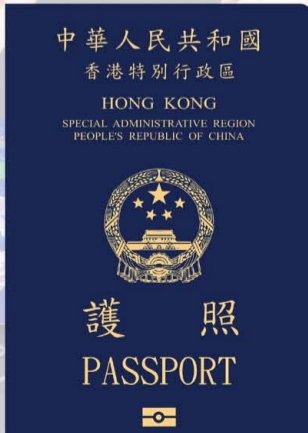 中華人民共和國
香港特別行政區
HONG KONG
SPECIAL ADMINISTRATIVE REGION
PEOPLE'S REPUBLIC OF CHINA
護照
PASSPORT